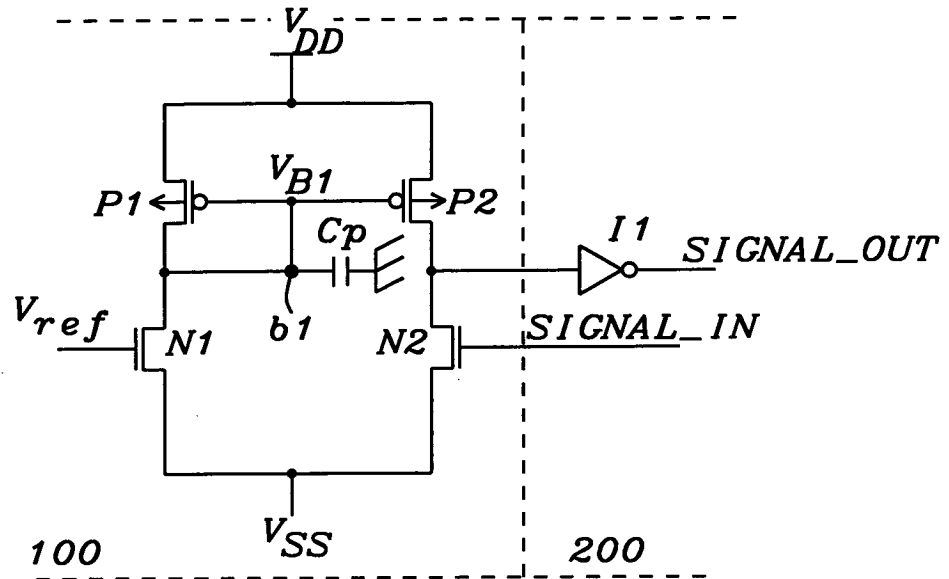 VDD
P1
VB1
P2
Cp
I1
SIGNAL_OUT
Vref
N1
b1
N2
SIGNAL_IN
VSS
100
200